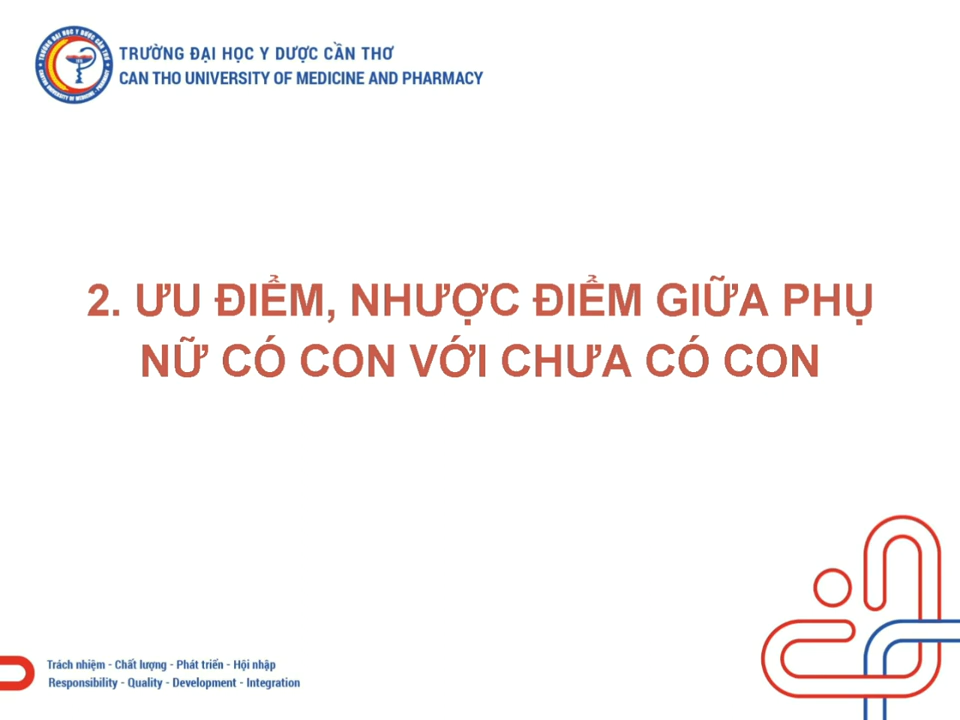 TRƯỜNG ĐẠI HỌC Y DƯỢC CẦN THƠ
CAN THO UNIVERSITY OF MEDICINE AND PHARMACY
2. ƯU ĐIỂM, NHƯỢC ĐIỂM GIỮA PHỤ
NỮ CÓ CON VỚI CHƯA CÓ CON
Trách nhiệm - Chất lượng - Phát triển - Hội nhập
Responsibility - Quality - Development - Integration